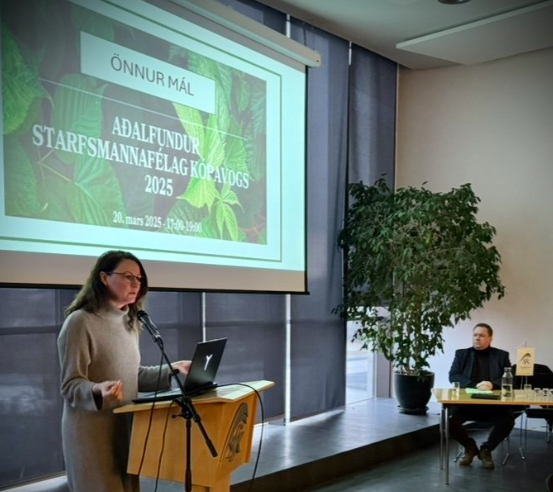 ÖNNUR MÁL
AÐALFUNDUR
STARFSMANNAFÉLAG KÓPAVOGS
2025
20. mars 2025 - 17:00-19:00